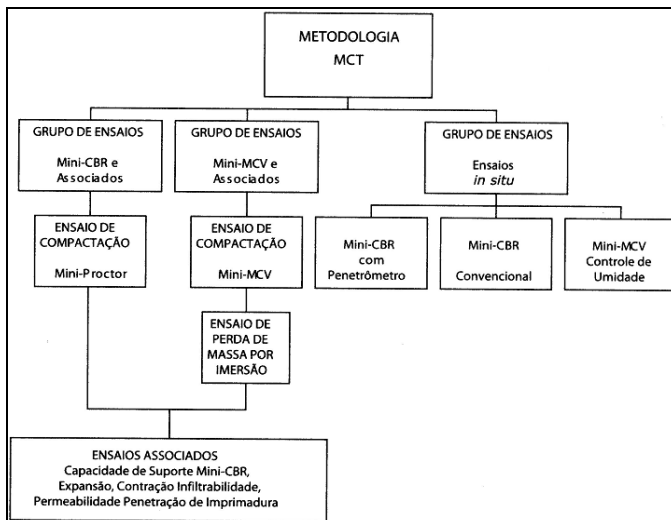 METODOLOGIA
MCT
GRUPO DE ENSAIOS
Mini-CBR e
Associados
GRUPO DE ENSAIOS
Mini-MCV e
Associados
GRUPO DE ENSAIOS
Ensaios
in situ
ENSAIO DE
COMPACTAÇÃO
Mini-Proctor
ENSAIO DE
COMPACTAÇÃO
Mini-MCV
Mini-CBR
com
Penetrômetro
Mini-CBR
Convencional
Mini-MCV
Controle de
Umidade
ENSAIO DE
PERDA DE
MASSA POR
IMERSÃO
ENSAIOS ASSOCIADOS
Capacidade de Suporte Mini-CBR,
Expansão, Contração Infiltrabilidade,
Permeabilidade Penetração de Imprimadura